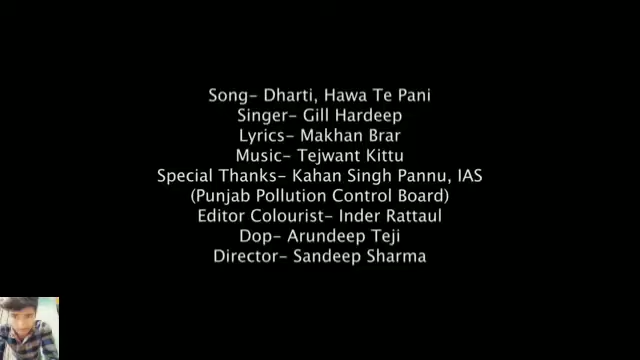 Song- Dharti, Hawa Te Pani
Singer- Gill Hardeep
Lyrics- Makhan Brar
Music- Tejwant Kittu
Special Thanks- Kahan Singh Pannu, IAS
(Punjab Pollution Control Board)
Editor Colourist- Inder Rattaul
Dop- Arundeep Teji
Director- Sandeep Sharma